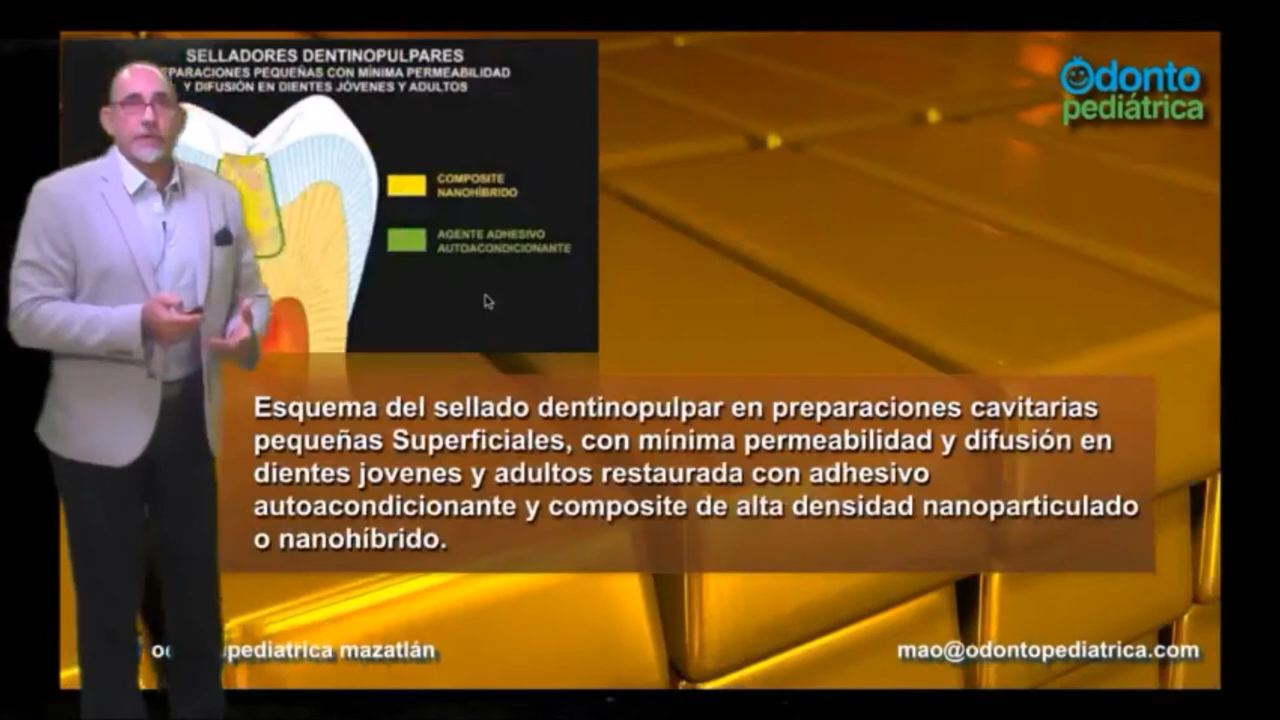 SELLADORES DENTINOPULPARES
PARACIONES PEQUEÑAS CON MÍNIMA PERMEABILIDAD
Y DIFUSIÓN EN DIENTES JÓVENES Y ADULTOS
Odonto
pediátrica
COMPOSITE
NANOHÍBRIDO
AGENTE ADHESIVO
AUTOACONDICIONANTE
Esquema del sellado dentinopulpar en preparaciones cavitarias
pequeñas Superficiales, con mínima permeabilidad y difusión en
dientes jovenes y adultos restaurada con adhesivo
autoacondicionante y composite de alta densidad nanoparticulado
o nanohíbrido.
pediatrica mazatlán
mao@odontopediatrica.com